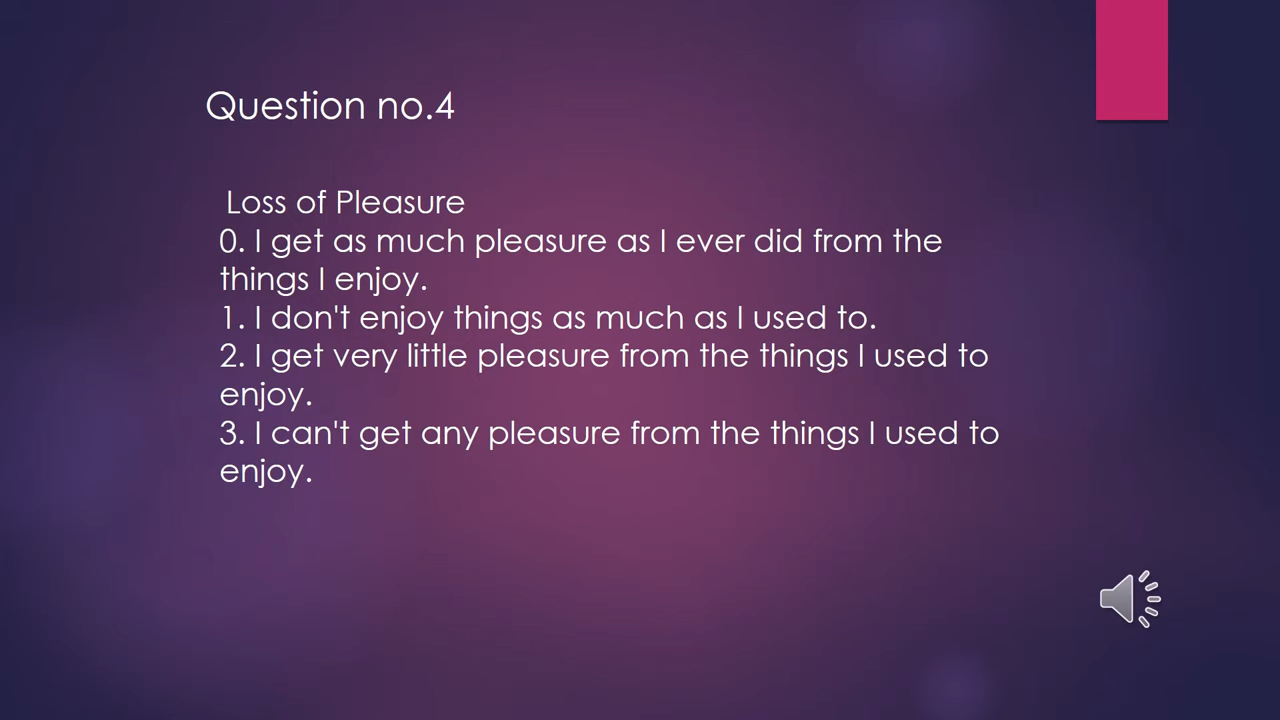 Question no.4
Loss of Pleasure
0. I get as much pleasure as I ever did from the
things I enjoy.
1. I don't enjoy things as much as I used to.
2. I get very little pleasure from the things I used to
enjoy.
3. I can't get any pleasure from the things I used to
enjoy.